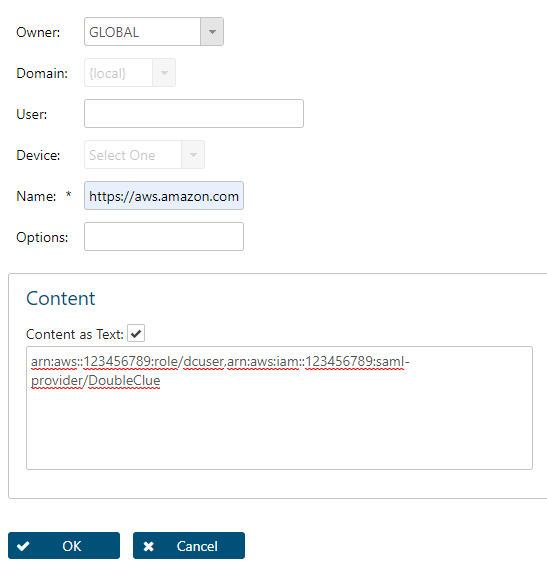 Owner: GLOBAL
Domain: (local)
User:
Device: Select One
Name: * https://aws.amazon.com
Options:
Content
Content as Text:
arn:aws::123456789:role/dcuser,arn:aws:iam::123456789:saml-
provider/DoubleClue
OK Cancel